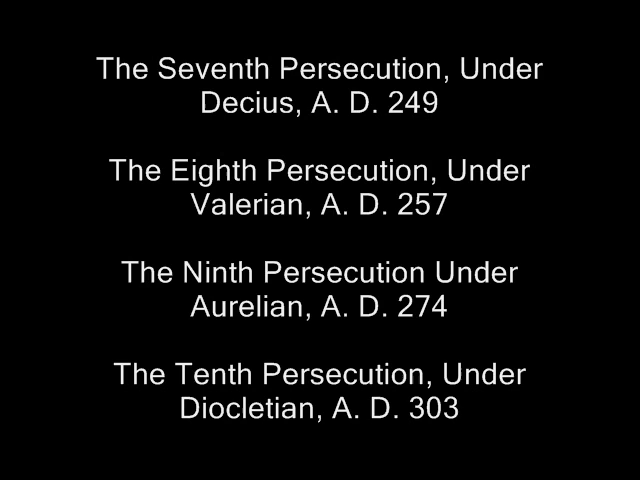 The Seventh Persecution, Under
Decius, A. D. 249
The Eighth Persecution, Under
Valerian, A. D. 257
The Ninth Persecution Under
Aurelian, A. D. 274
The Tenth Persecution, Under
Diocletian, A. D. 303